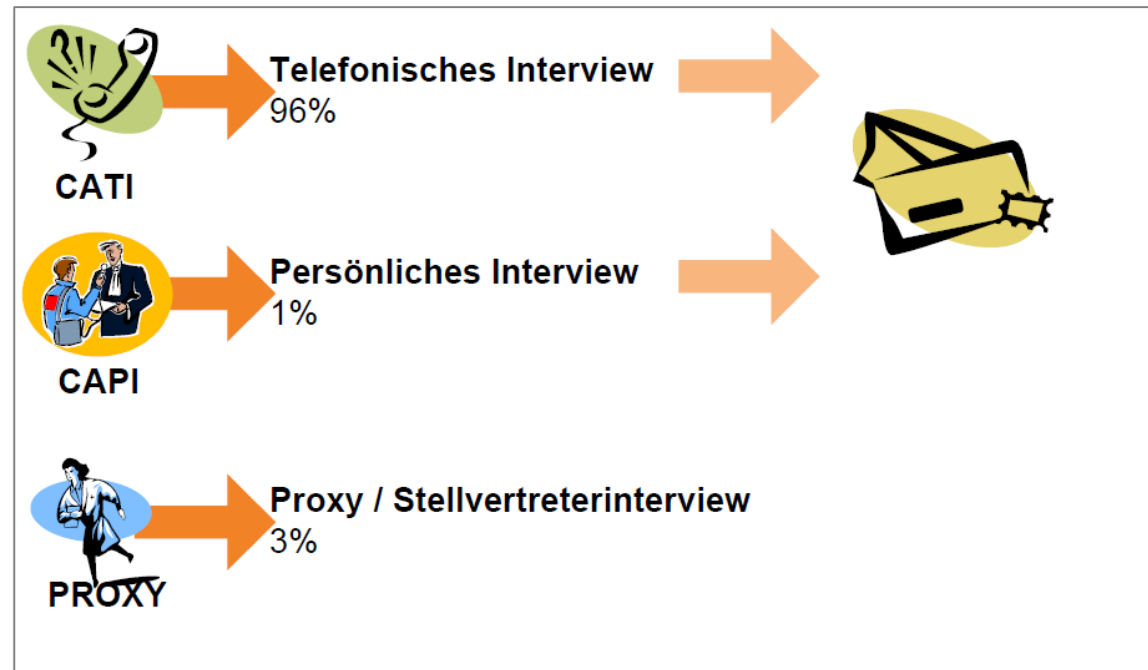 Telefonisches Interview
96%
CATI
Persönliches Interview
1%
CAPI
Proxy / Stellvertreterinterview
3%
PROXY